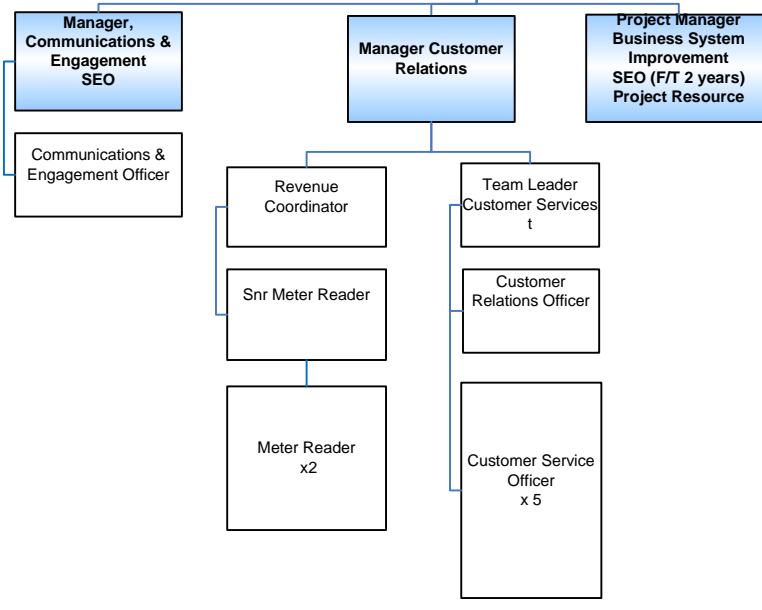 Manager,
Communications &
Engagement
SEO
Manager Customer
Relations
Project Manager
Business System
Improvement
SEO (F/T 2 years)
Project Resource
Communications &
Engagement Officer
Revenue
Coordinator
Team Leader
Customer Services
t
Snr Meter Reader
Customer
Relations Officer
Meter Reader
x2
Customer Service
Officer
x 5